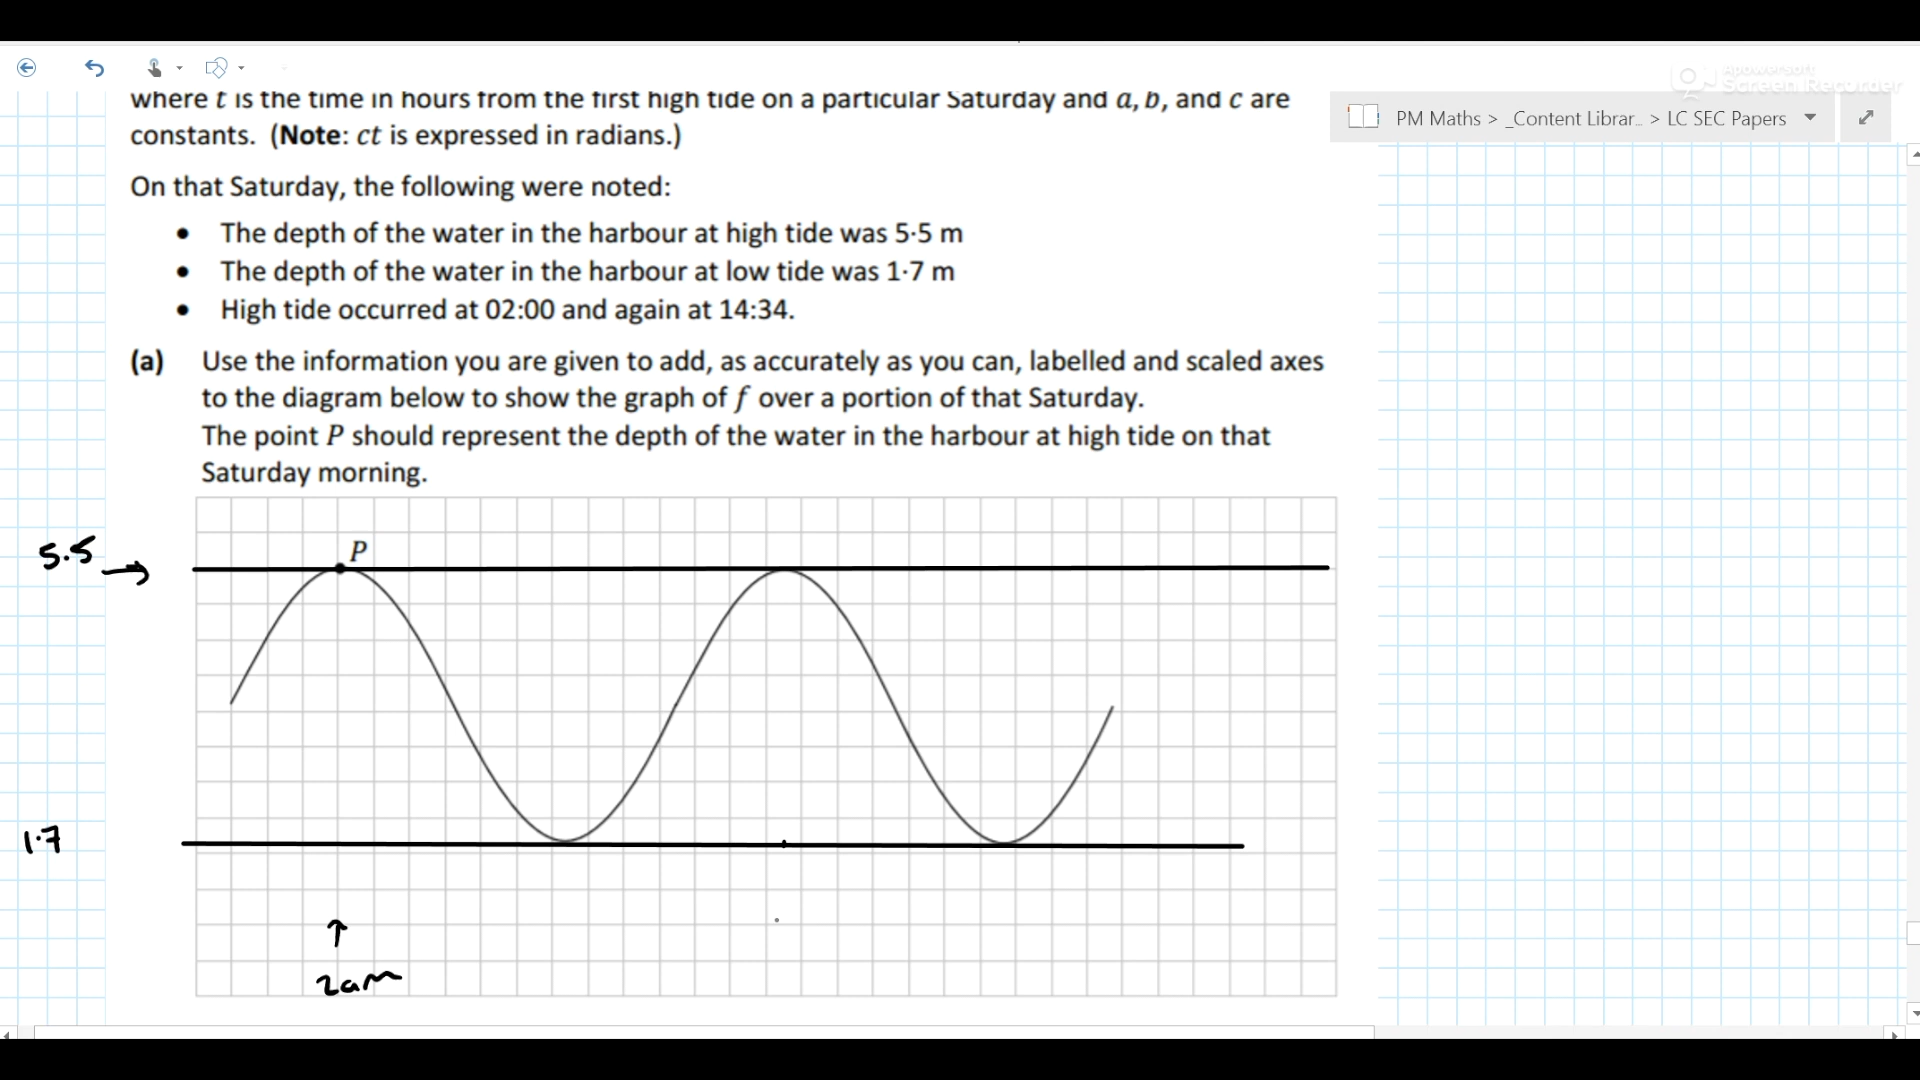 Apowersoft
Screen Recorder
PM Maths > _Content Librar... > LC SEC Papers
where t is the time in hours from the first high tide on a particular Saturday and a, b, and c are
constants. (Note: ct is expressed in radians.)
On that Saturday, the following were noted:
• The depth of the water in the harbour at high tide was 5·5 m
• The depth of the water in the harbour at low tide was 1·7 m
• High tide occurred at 02:00 and again at 14:34.
(a) Use the information you are given to add, as accurately as you can, labelled and scaled axes
to the diagram below to show the graph of f over a portion of that Saturday.
The point P should represent the depth of the water in the harbour at high tide on that
Saturday morning.
5.5
P
1.7
2am